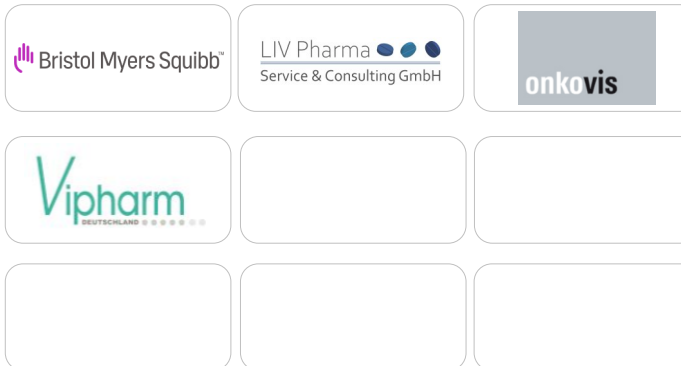 Bristol Myers Squibb™
LIV Pharma
Service & Consulting GmbH
onkovis
Vipharm
DEUTSCHLAND